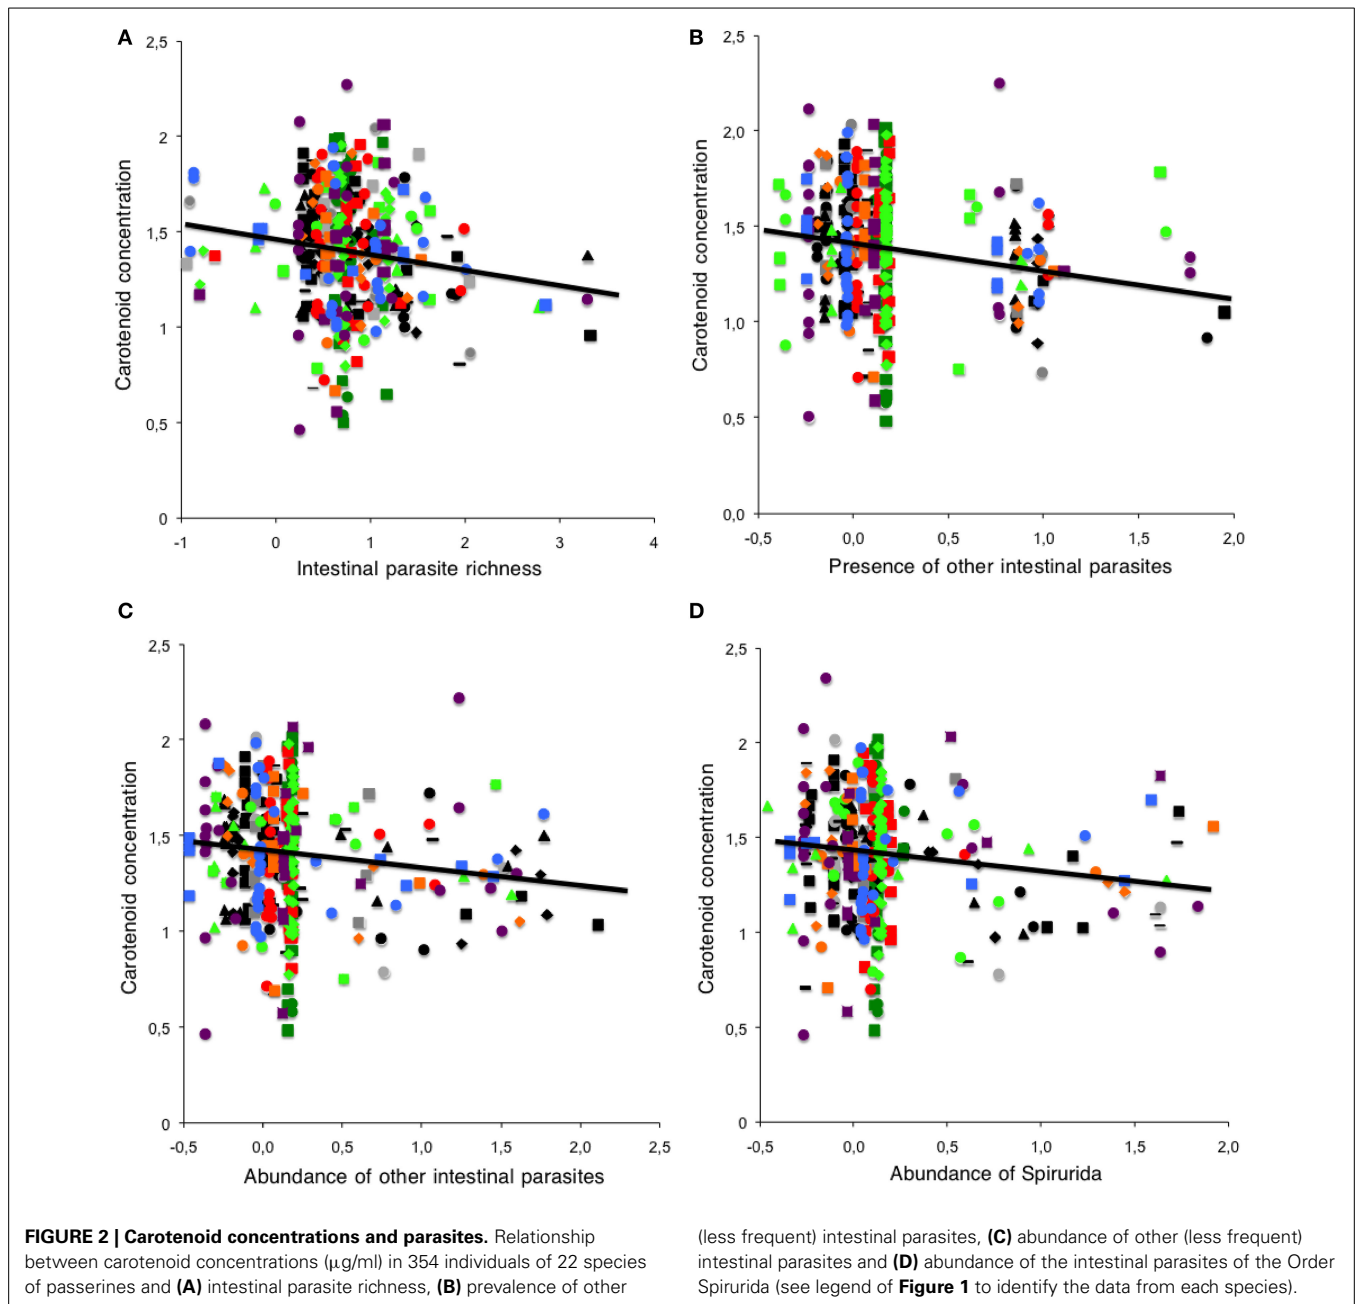 A
2,5
2
1,5
1
0,5
0
Carotenoid concentration
-1
0
1
2
3
4
Intestinal parasite richness
B
2,5
2,0
1,5
1,0
0,5
0,0
Carotenoid concentration
-0,5
0,0
0,5
1,0
1,5
2,0
Presence of other intestinal parasites
C
2,5
2
1,5
1
0,5
0
Carotenoid concentration
-0,5
0,0
0,5
1,0
1,5
2,0
2,5
Abundance of other intestinal parasites
D
2,5
2
1,5
1
0,5
0
Carotenoid concentration
-0,5
0,0
0,5
1,0
1,5
2,0
Abundance of Spirurida
FIGURE 2 | Carotenoid concentrations and parasites. Relationship
between carotenoid concentrations (μg/ml) in 354 individuals of 22 species
of passerines and (A) intestinal parasite richness, (B) prevalence of other
(less frequent) intestinal parasites, (C) abundance of other (less frequent)
intestinal parasites and (D) abundance of the intestinal parasites of the Order
Spirurida (see legend of Figure 1 to identify the data from each species).